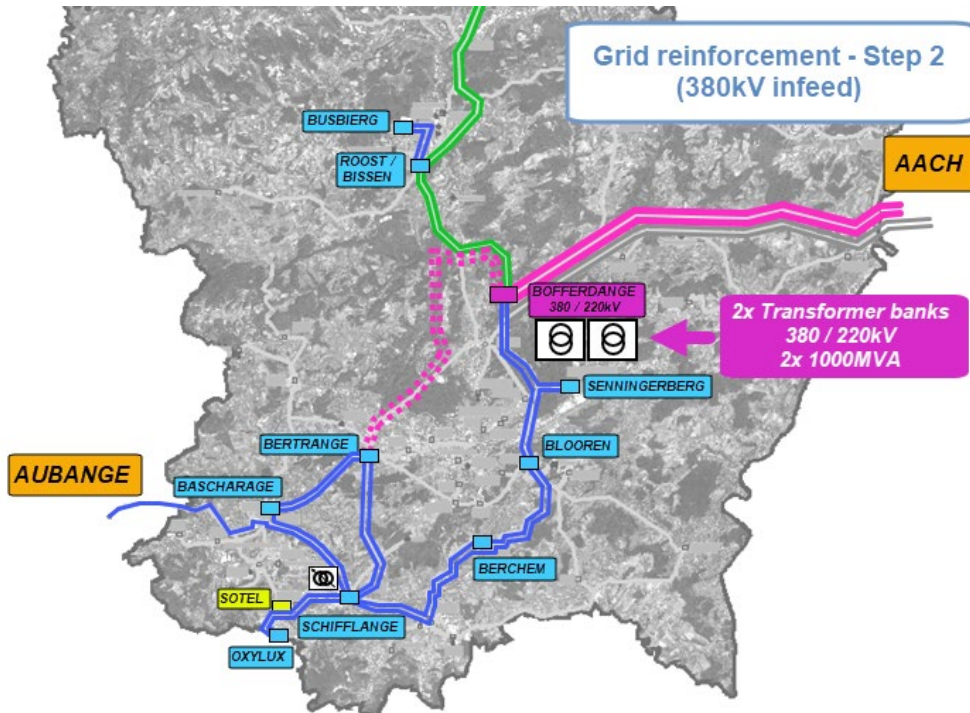 Grid reinforcement - Step 2
(380kV infeed)
BUSBIERG
ROOST /
BISSEN
AACH
BOFFERDANGE
380 / 220kV
2x Transformer banks
380 / 220kV
2x 1000MVA
SENNINGERBERG
BERTRANGE
BLOOREN
AUBANGE
BASCHARAGE
BERCHEM
SOTEL
SCHIFFLANGE
OXYLUX